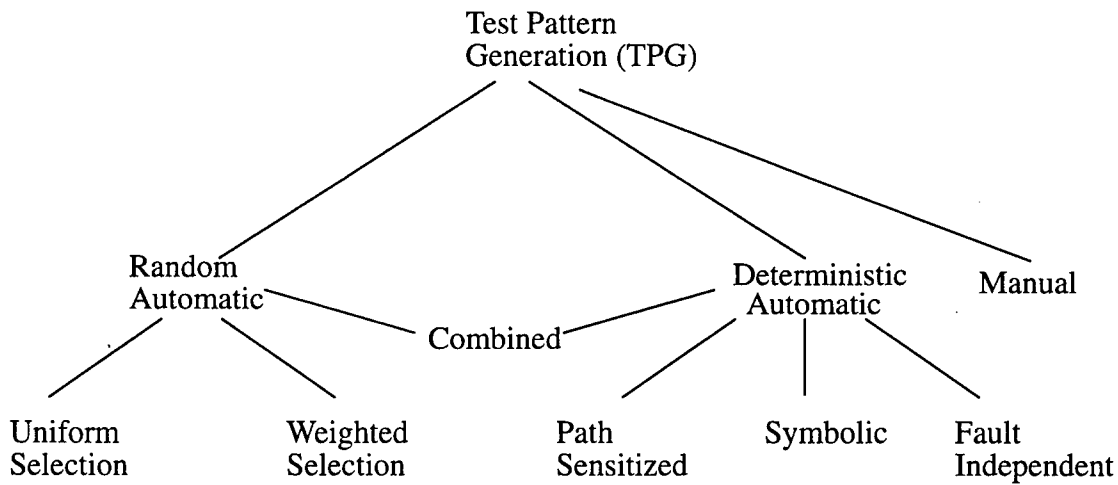 Test Pattern
Generation (TPG)
Random
Automatic
Deterministic
Automatic
Manual
Combined
Uniform
Selection
Weighted
Selection
Path
Sensitized
Symbolic
Fault
Independent